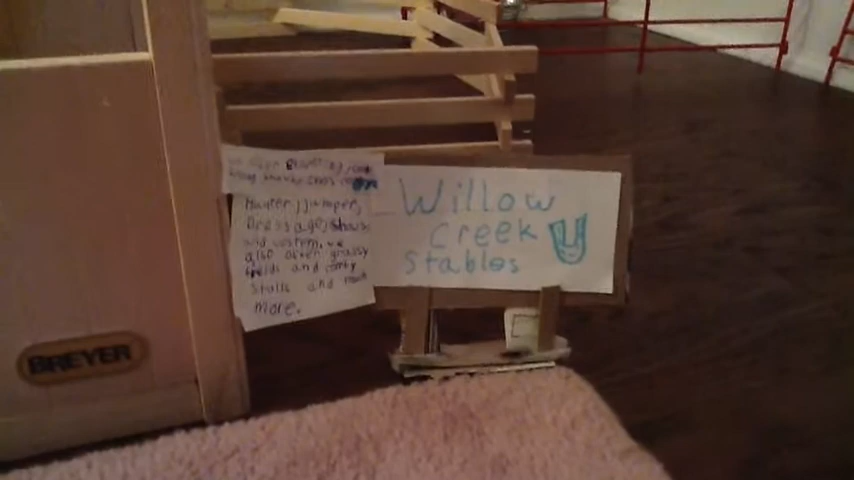 Hunter, jumper,
Dressage, shows
and western. we
also offer grassy
fields and comfy
stalls and much
more.
Willow
Creek
Stables
BREYER